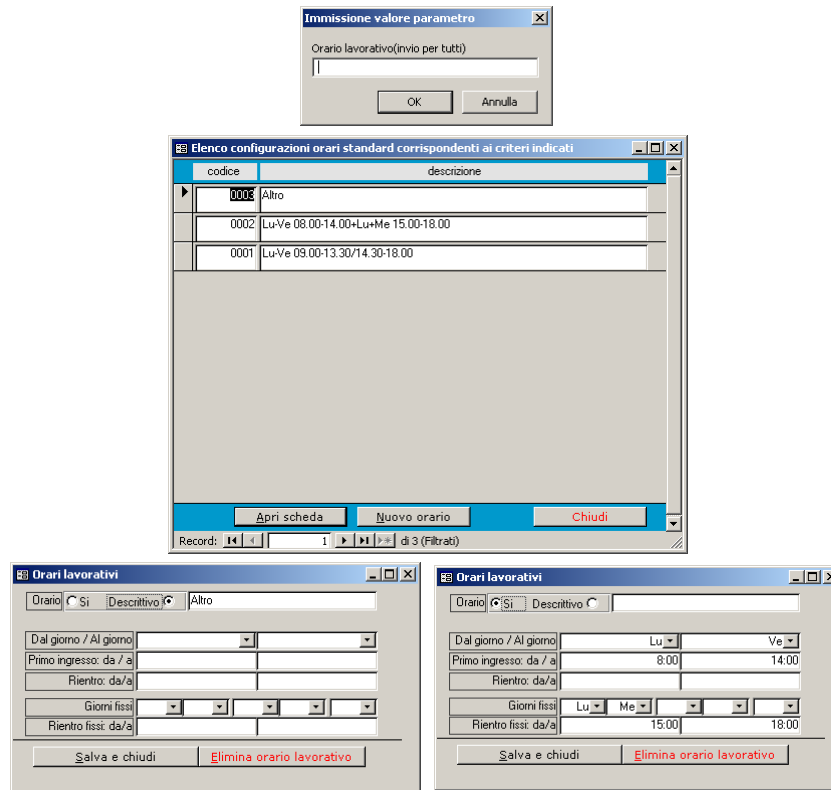 Immissione valore parametro
Orario lavorativo(invio per tutti)
OK Annulla
Elenco configurazioni orari standard corrispondenti ai criteri indicati
codice descrizione
0003 Altro
0002 Lu-Ve 08.00-14.00+Lu+Me 15.00-18.00
0001 Lu-Ve 09.00-13.30/14.30-18.00
Apri scheda Nuovo orario Chiudi
Record: 1 di 3 (Filtrati)
Orari lavorativi
Orario Si Descrittivo Altro
Dal giorno / Al giorno
Primo ingresso: da / a
Rientro: da/a
Giorni fissi
Rientro fissi: da/a
Salva e chiudi Elimina orario lavorativo
Orari lavorativi
Orario Si Descrittivo
Dal giorno / Al giorno Lu Ve
Primo ingresso: da / a 8:00 14:00
Rientro: da/a
Giorni fissi Lu Me
Rientro fissi: da/a 15:00 18:00
Salva e chiudi Elimina orario lavorativo